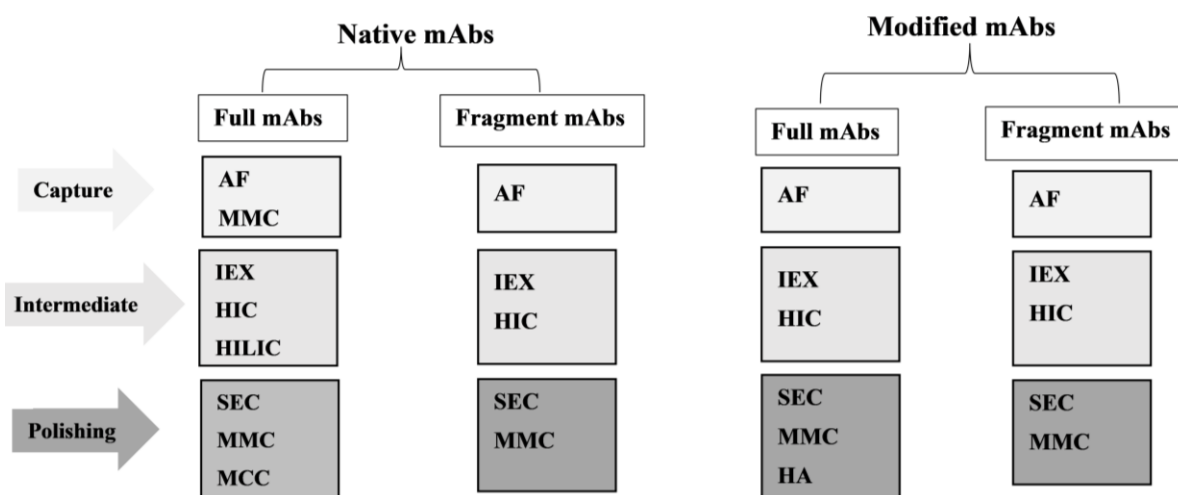 Native mAbs
Modified mAbs
Full mAbs
Fragment mAbs
Full mAbs
Fragment mAbs
Capture
AF
MMC
AF
AF
AF
Intermediate
IEX
HIC
HILIC
IEX
HIC
IEX
HIC
IEX
HIC
Polishing
SEC
MMC
MCC
SEC
MMC
SEC
MMC
HA
SEC
MMC